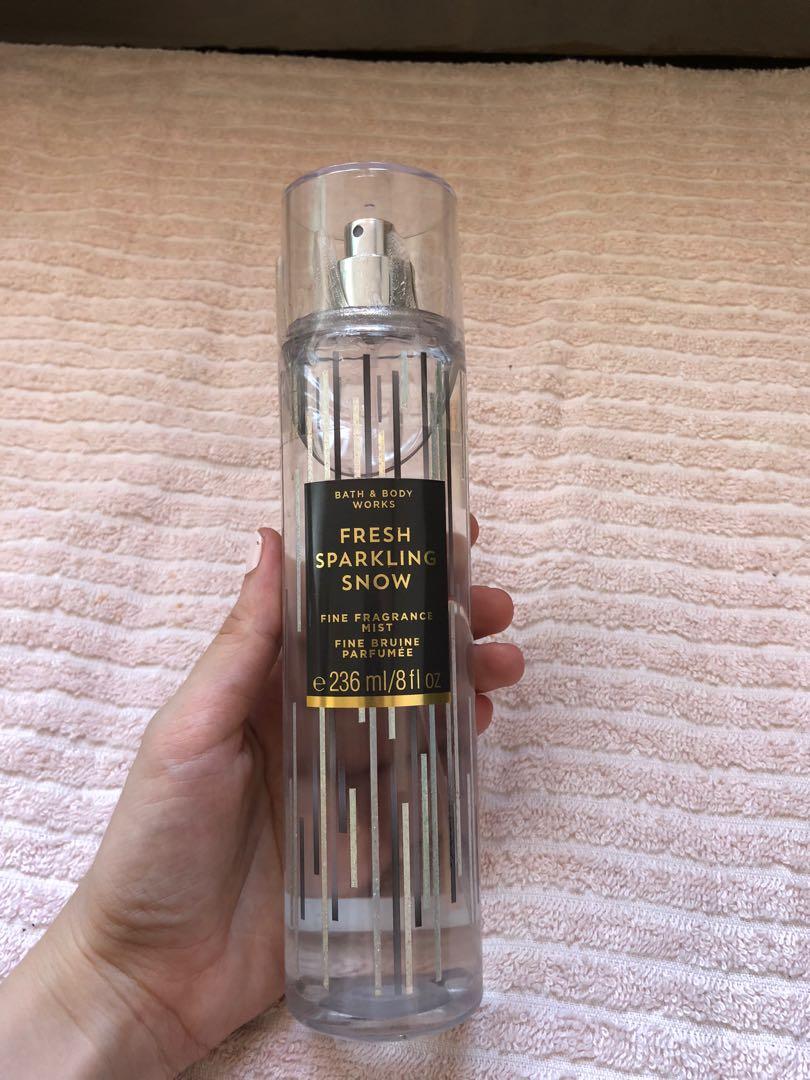 BATH & BODY
WORKS
FRESH
SPARKLING
SNOW
FINE FRAGRANCE
MIST
FINE BRUINE
PARFUMÉE
℮ 236 ml/8 fl oz